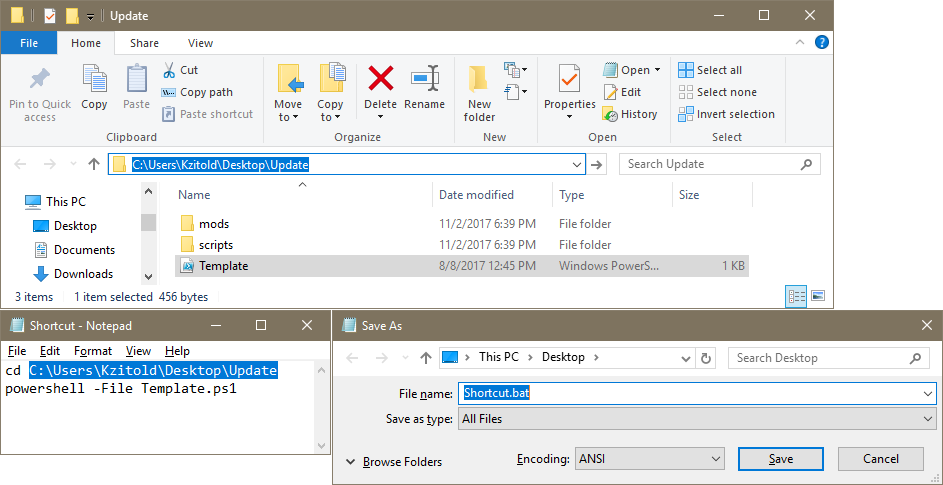 Update
File Home Share View
Pin to Quick access
Copy
Paste
Cut
Copy path
Paste shortcut
Clipboard
Move to
Copy to
Delete
Rename
Organize
New folder
New
Properties
Open
Edit
History
Open
Select all
Select none
Invert selection
Select
C:\Users\Kzitold\Desktop\Update
Search Update
This PC
Desktop
Documents
Downloads
Name Date modified Type Size
mods 11/2/2017 6:39 PM File folder
scripts 11/2/2017 6:39 PM File folder
Template 8/8/2017 12:45 PM Windows PowerS... 1 KB
3 items 1 item selected 456 bytes
Shortcut - Notepad
File Edit Format View Help
cd C:\Users\Kzitold\Desktop\Update
powershell -File Template.ps1
Save As
This PC > Desktop >
Search Desktop
File name: Shortcut.bat
Save as type: All Files
Browse Folders
Encoding: ANSI
Save
Cancel